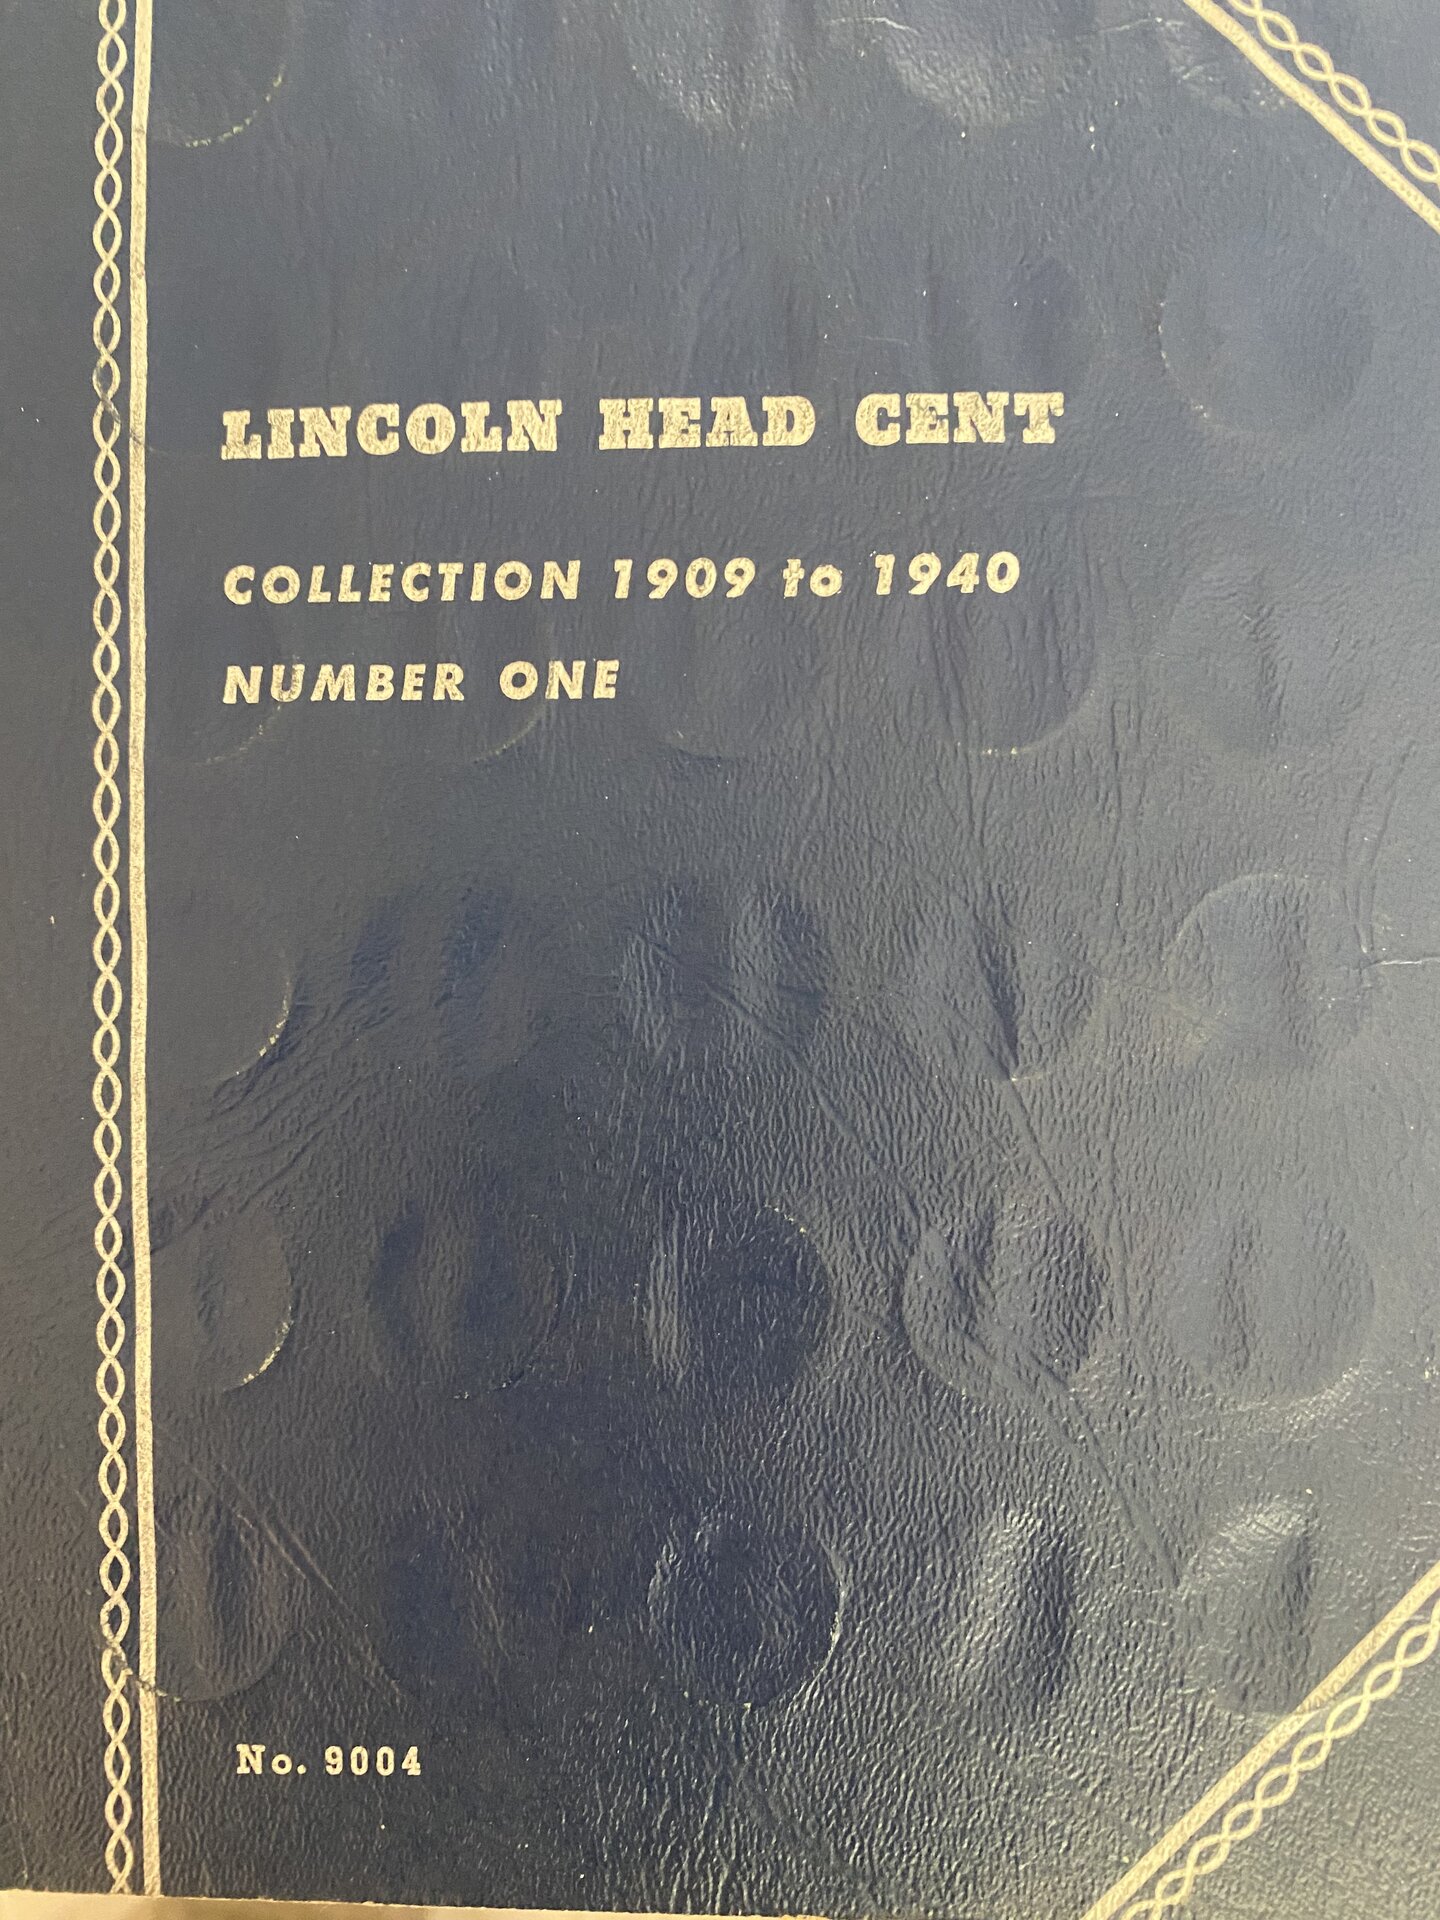 LINCOLN HEAD CENT
COLLECTION 1909 to 1940
NUMBER ONE
No. 9004